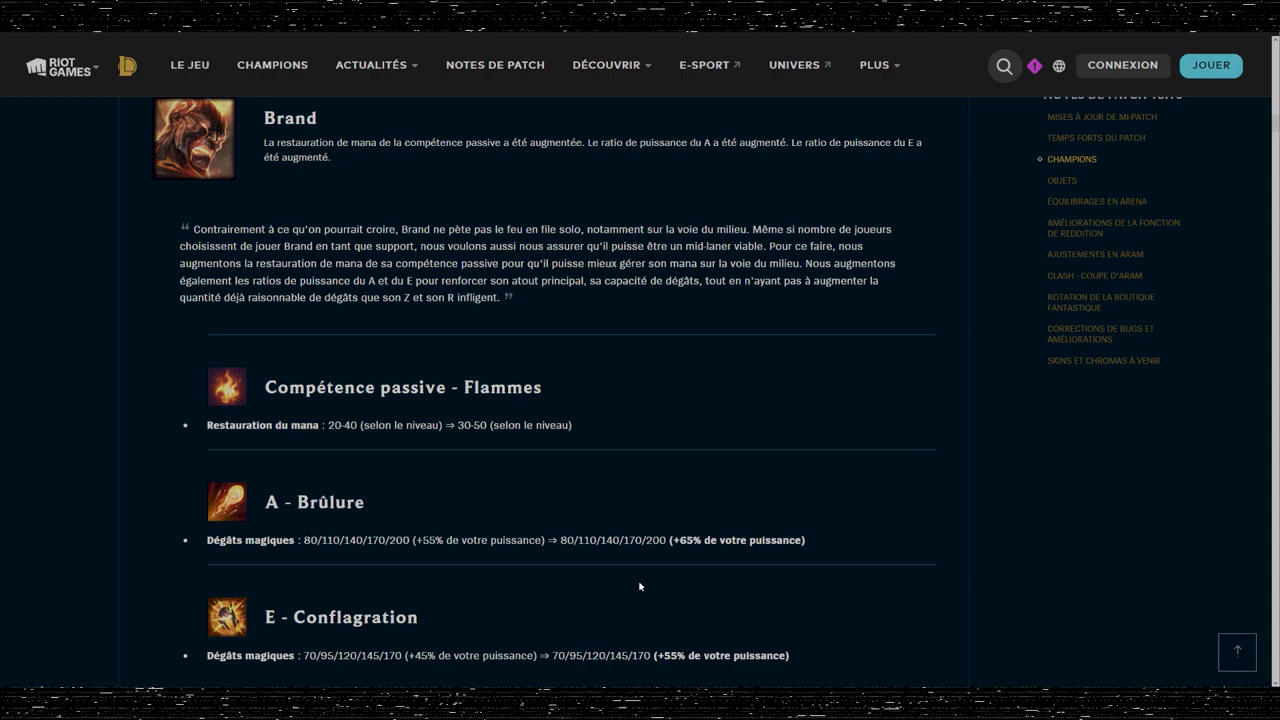 RIOT GAMES
LE JEU
CHAMPIONS
ACTUALITÉS
NOTES DE PATCH
DÉCOUVRIR
E-SPORT
UNIVERS
PLUS
CONNEXION
JOUER
Brand
La restauration de mana de la compétence passive a été augmentée. Le ratio de puissance du A a été augmenté. Le ratio de puissance du E a
été augmenté.
“ Contrairement à ce qu'on pourrait croire, Brand ne pète pas le feu en file solo, notamment sur la voie du milieu. Même si nombre de joueurs
choisissent de jouer Brand en tant que support, nous voulons aussi nous assurer qu'il puisse être un mid-laner viable. Pour ce faire, nous
augmentons la restauration de mana de sa compétence passive pour qu'il puisse mieux gérer son mana sur la voie du milieu. Nous augmentons
également les ratios de puissance du A et du E pour renforcer son atout principal, sa capacité de dégâts, tout en n'ayant pas à augmenter la
quantité déjà raisonnable de dégâts que son Z et son R infligent. ”
Compétence passive - Flammes
• Restauration du mana : 20-40 (selon le niveau) ⇒ 30-50 (selon le niveau)
A - Brûlure
• Dégâts magiques : 80/110/140/170/200 (+55% de votre puissance) ⇒ 80/110/140/170/200 (+65% de votre puissance)
E - Conflagration
• Dégâts magiques : 70/95/120/145/170 (+45% de votre puissance) ⇒ 70/95/120/145/170 (+55% de votre puissance)
NOTES DE PATCH
MISES À JOUR DE MI-PATCH
TEMPS FORTS DU PATCH
CHAMPIONS
OBJETS
ÉQUILIBRAGES EN ARENA
AMÉLIORATIONS DE LA FONCTION
DE REDDITION
AJUSTEMENTS EN ARAM
CLASH - COUPE D'ARAM
ROTATION DE LA BOUTIQUE
FANTASTIQUE
CORRECTIONS DE BUGS ET
AMÉLIORATIONS
SKINS ET CHROMAS À VENIR